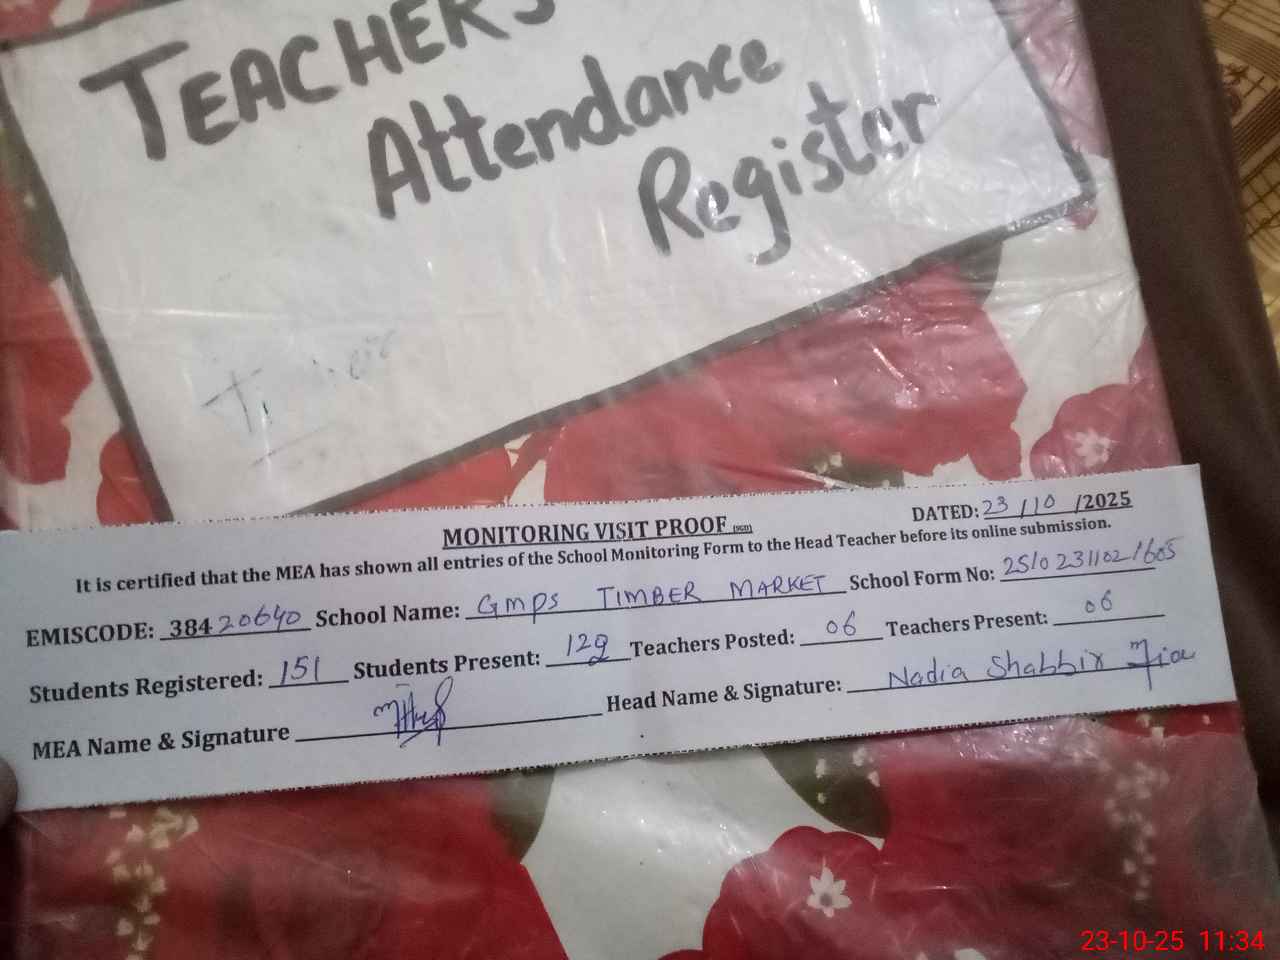 TEACHERS
Attendance
Register
MONITORING VISIT PROOF
DATED: 23/10/2025
It is certified that the MEA has shown all entries of the School Monitoring Form to the Head Teacher before its online submission.
EMISCODE: 38420640 School Name: GMPS TIMBER MARKET School Form No: 25102311021605
Students Registered: 151 Students Present: 129 Teachers Posted: 06 Teachers Present: 06
MEA Name & Signature Head Name & Signature: Nadia Shabbir
23-10-25 11:34